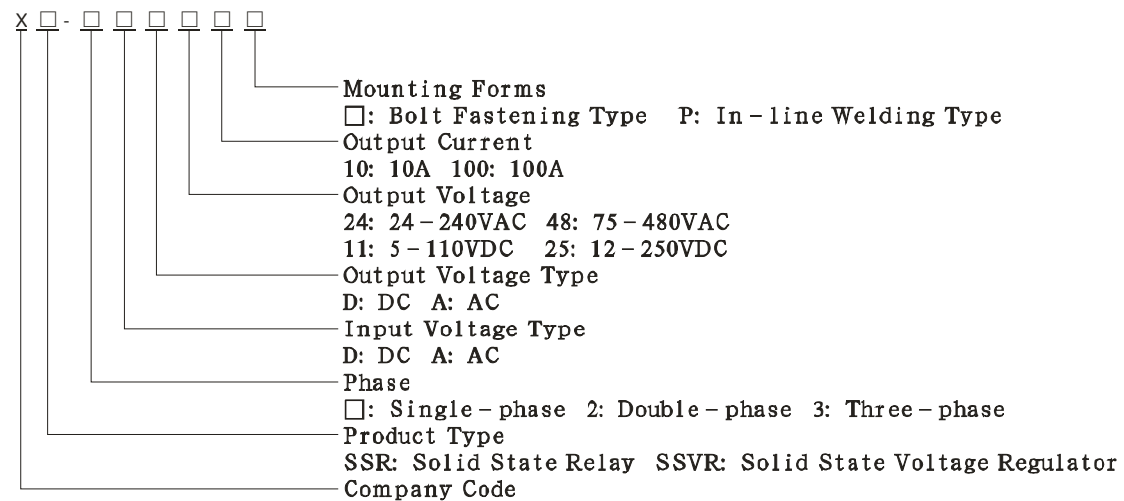 X □ - □ □ □ □ □ □
Mounting Forms
□: Bolt Fastening Type P: In-line Welding Type
Output Current
10: 10A 100: 100A
Output Voltage
24: 24-240VAC 48: 75-480VAC
11: 5-110VDC 25: 12-250VDC
Output Voltage Type
D: DC A: AC
Input Voltage Type
D: DC A: AC
Phase
□: Single-phase 2: Double-phase 3: Three-phase
Product Type
SSR: Solid State Relay SSVR: Solid State Voltage Regulator
Company Code